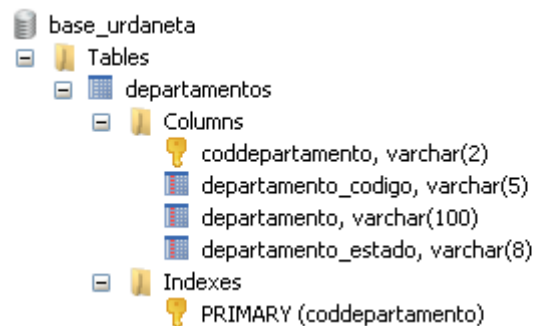 base_urdaneta
Tables
departamentos
Columns
coddepartamento, varchar(2)
departamento_codigo, varchar(5)
departamento, varchar(100)
departamento_estado, varchar(8)
Indexes
PRIMARY (coddepartamento)